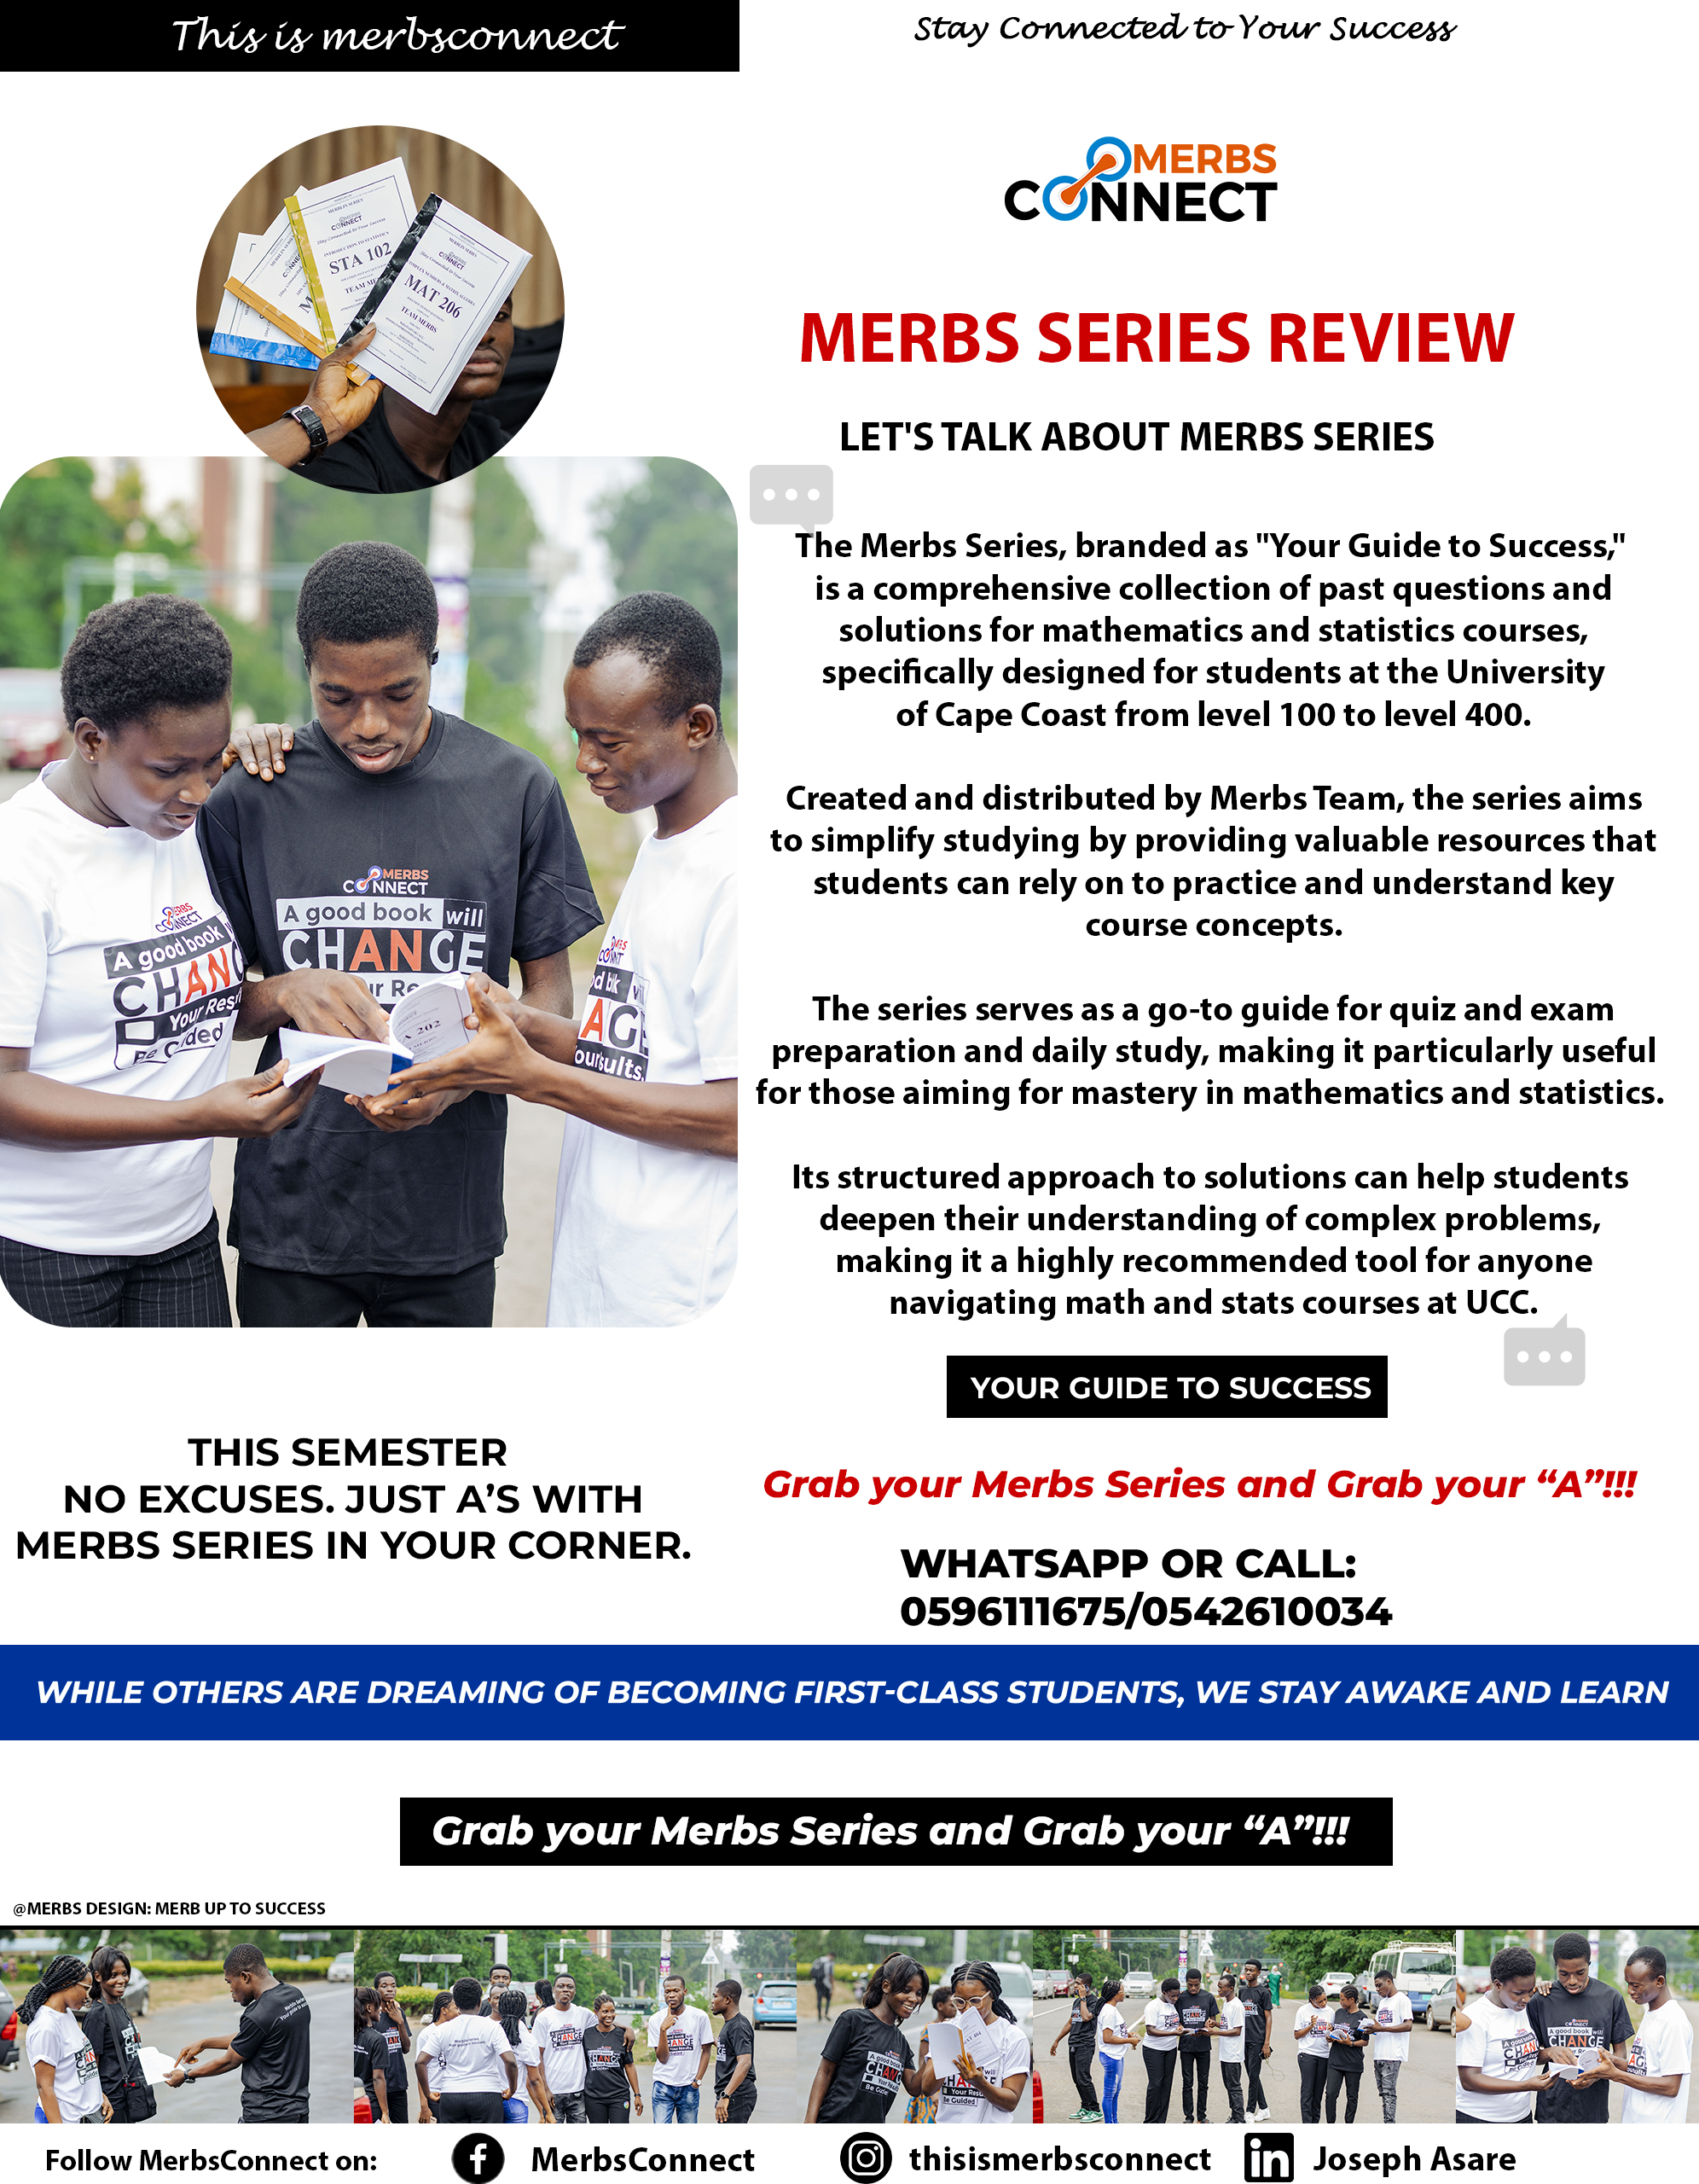 This is merbsconnect
Stay Connected to Your Success
MERBS
CONNECT
MERBS SERIES REVIEW
LET'S TALK ABOUT MERBS SERIES
STA 102
MAT 206
TEAM MERBS
The Merbs Series, branded as "Your Guide to Success,"
is a comprehensive collection of past questions and
solutions for mathematics and statistics courses,
specifically designed for students at the University
of Cape Coast from level 100 to level 400.
Created and distributed by Merbs Team, the series aims
to simplify studying by providing valuable resources that
students can rely on to practice and understand key
course concepts.
The series serves as a go-to guide for quiz and exam
preparation and daily study, making it particularly useful
for those aiming for mastery in mathematics and statistics.
Its structured approach to solutions can help students
deepen their understanding of complex problems,
making it a highly recommended tool for anyone
navigating math and stats courses at UCC.
MERBS
CONNECT
A good book will
CHANGE
YOUR GUIDE TO SUCCESS
THIS SEMESTER
NO EXCUSES. JUST A’S WITH
MERBS SERIES IN YOUR CORNER.
Grab your Merbs Series and Grab your “A”!!!
WHATSAPP OR CALL:
0596111675/0542610034
WHILE OTHERS ARE DREAMING OF BECOMING FIRST-CLASS STUDENTS, WE STAY AWAKE AND LEARN
Grab your Merbs Series and Grab your “A”!!!
@MERBS DESIGN: MERB UP TO SUCCESS
Follow MerbsConnect on:
MerbsConnect
thisismerbsconnect
Joseph Asare